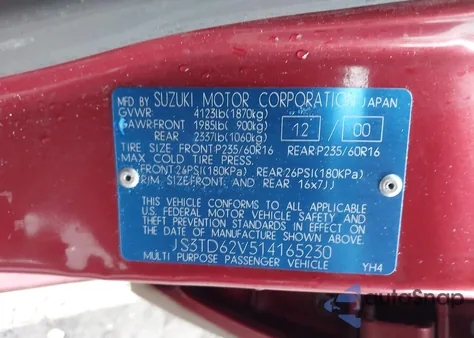 MFD BY SUZUKI MOTOR CORPORATION JAPAN
GVWR: 4123lb(1870kg)
GAWR:FRONT 1985lb( 900kg) 12 / 00
REAR 2337lb(1060kg)
TIRE SIZE FRONT:P235/60R16 REAR:P235/60R16
MAX COLD TIRE PRESS.
FRONT:26PSI(180KPa) REAR:26PSI(180KPa)
RIM SIZE:FRONT AND REAR 16x7JJ
THIS VEHICLE CONFORMS TO ALL APPLICABLE
U.S. FEDERAL MOTOR VEHICLE SAFETY AND
THEFT PREVENTION STANDARDS IN EFFECT ON
THE DATE OF MANUFACTURE SHOWN ABOVE
JS3TD62V514165230
MULTI PURPOSE PASSENGER VEHICLE YH4
autoSnap